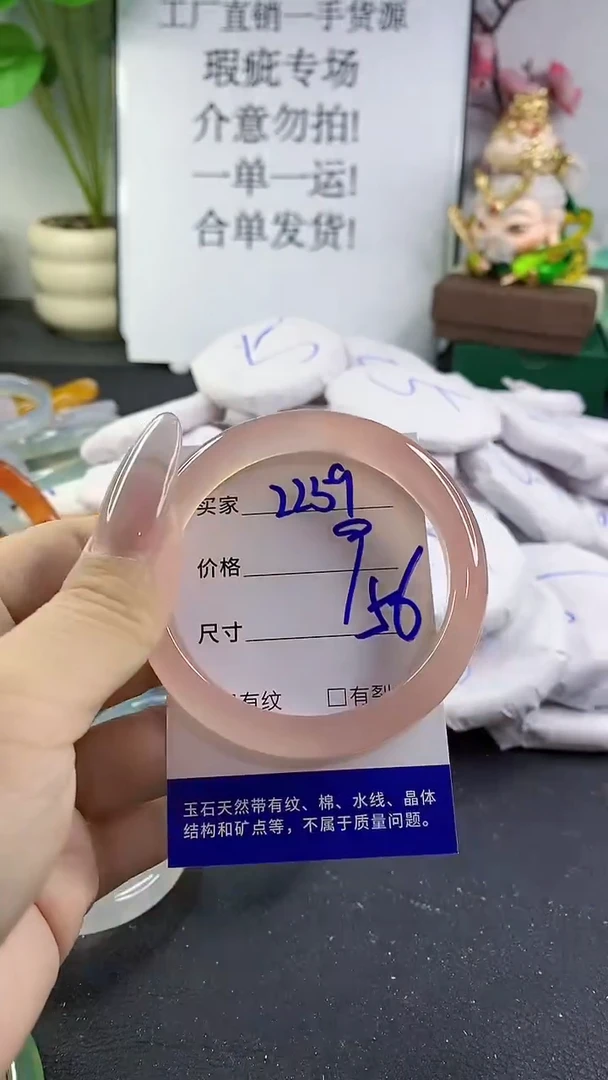 工厂直销一手货源
瑕疵专场
介意勿拍!
一单一运!
合单发货!
买家 2259
价格 9
尺寸 56
有纹 □有裂
玉石天然带有纹、棉、水线、晶体
结构和矿点等，不属于质量问题。